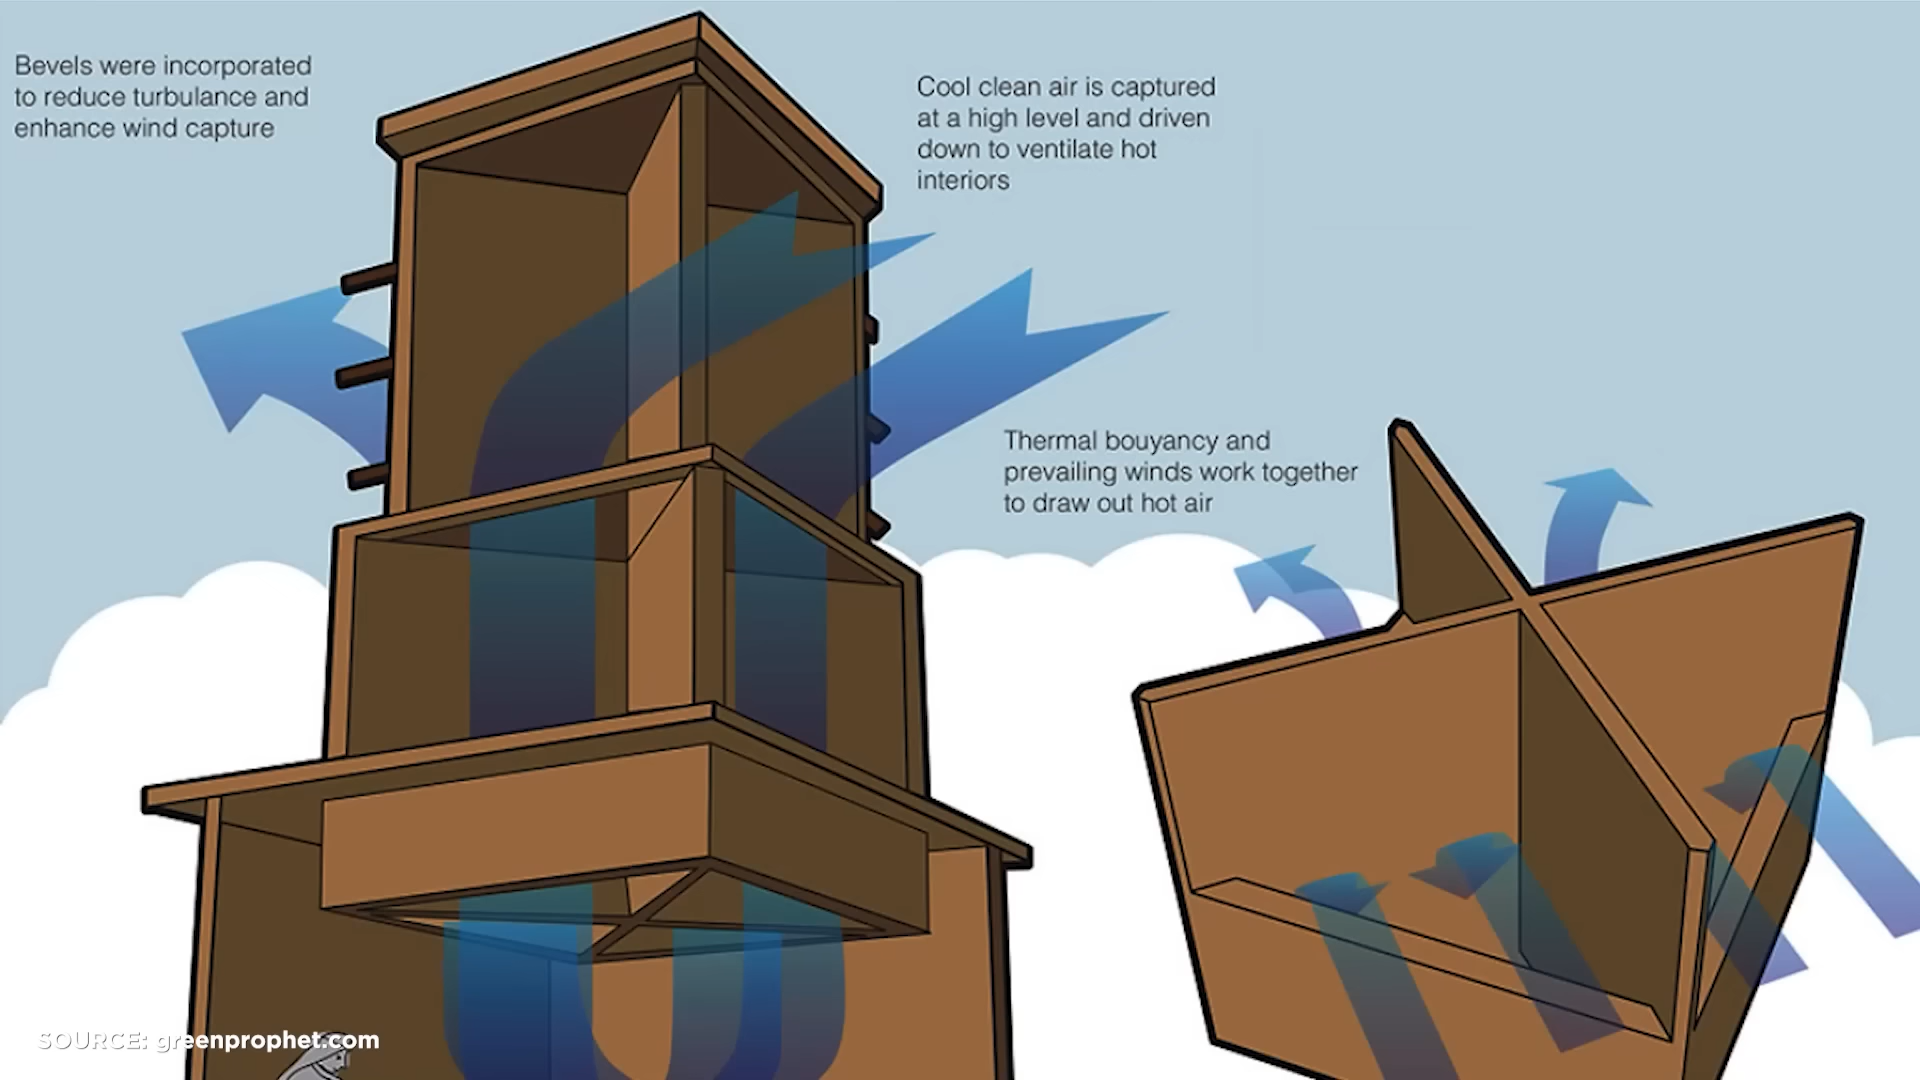 Bevels were incorporated
to reduce turbulance and
enhance wind capture
Cool clean air is captured
at a high level and driven
down to ventilate hot
interiors
Thermal bouyancy and
prevailing winds work together
to draw out hot air
SOURCE: greenprophet.com